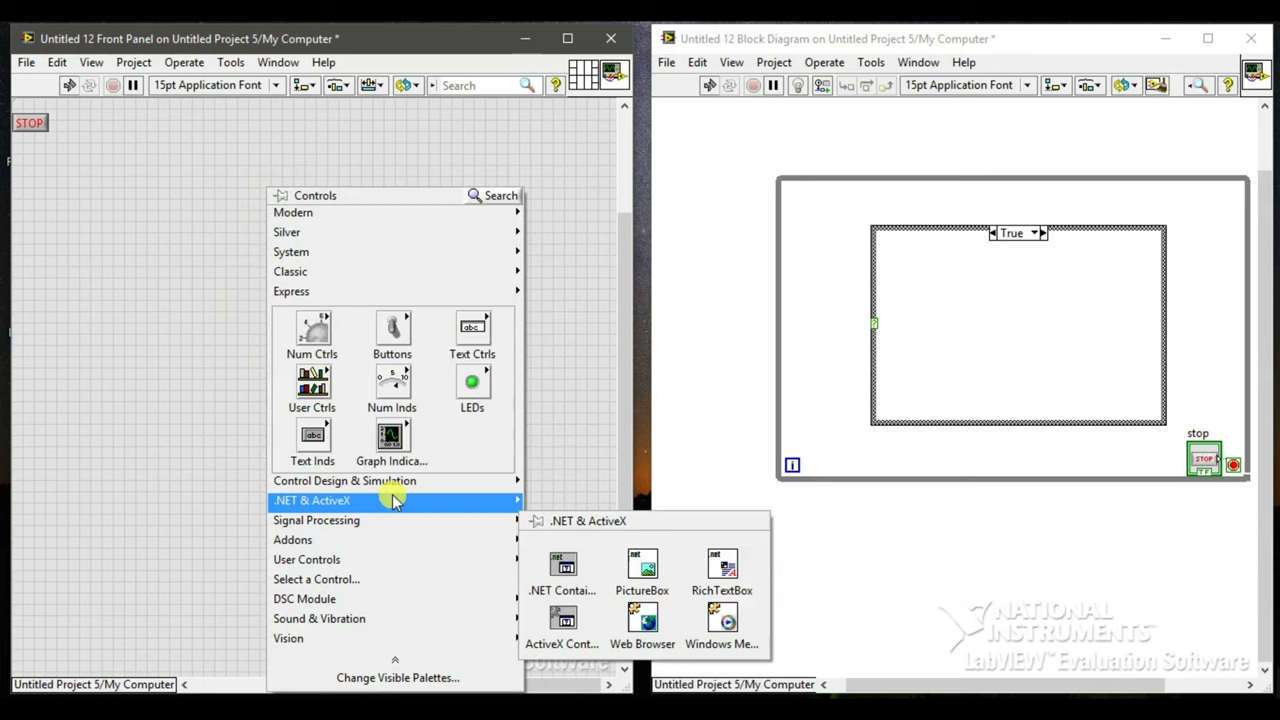 Untitled 12 Front Panel on Untitled Project 5/My Computer *
File Edit View Project Operate Tools Window Help
15pt Application Font
Search
STOP
Controls
Search
Modern
Silver
System
Classic
Express
Num Ctrls Buttons Text Ctrls
User Ctrls Num Inds LEDs
Text Inds Graph Indica...
Control Design & Simulation
.NET & ActiveX
Signal Processing
Addons
User Controls
Select a Control...
DSC Module
Sound & Vibration
Vision
Change Visible Palettes...
.NET & ActiveX
.NET Contai... PictureBox RichTextBox
ActiveX Cont... Web Browser Windows Me...
Software
Untitled Project 5/My Computer
Untitled 12 Block Diagram on Untitled Project 5/My Computer *
File Edit View Project Operate Tools Window Help
15pt Application Font
True
?
stop
STOP
TF
i
NATIONAL
INSTRUMENTS
LabVIEW Evaluation Software
Untitled Project 5/My Computer